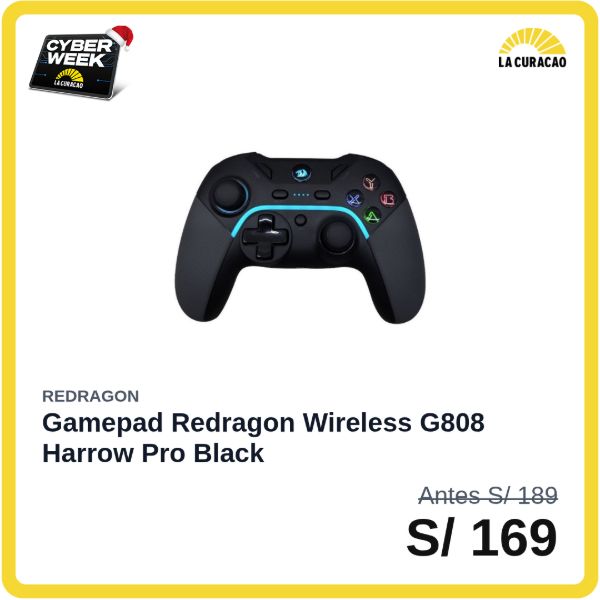 CYBER
WEEK
LA CURACAO
LA CURACAO
Y
X B
A
REDRAGON
Gamepad Redragon Wireless G808
Harrow Pro Black
Antes S/ 189
S/ 169